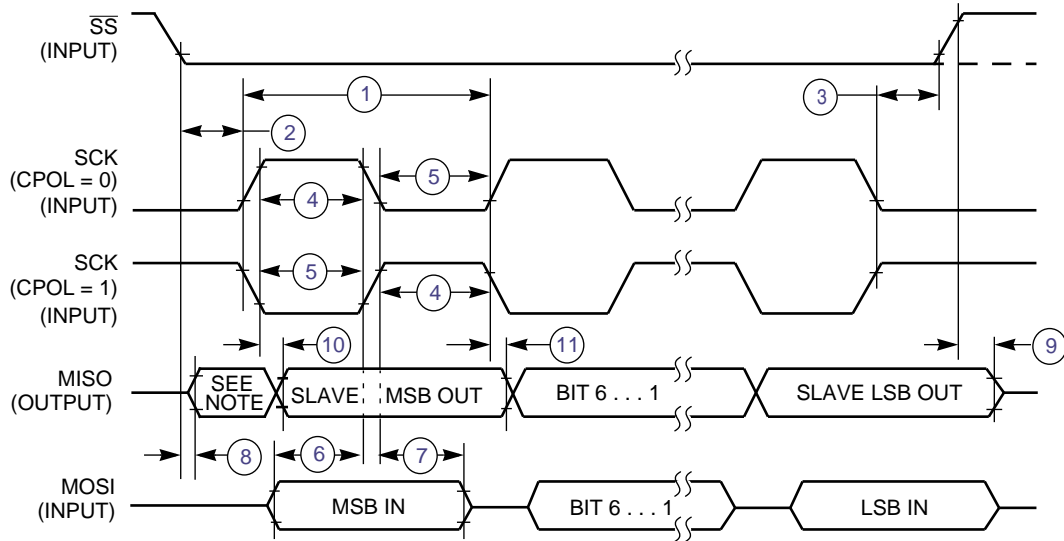 SS
(INPUT)
1
3
2
SCK
(CPOL = 0)
(INPUT)
5
4
SCK
(CPOL = 1)
(INPUT)
5
4
10
11
9
MISO
(OUTPUT)
SEE
NOTE
SLAVE
MSB OUT
BIT 6 . . . 1
SLAVE LSB OUT
8
6
7
MOSI
(INPUT)
MSB IN
BIT 6 . . . 1
LSB IN